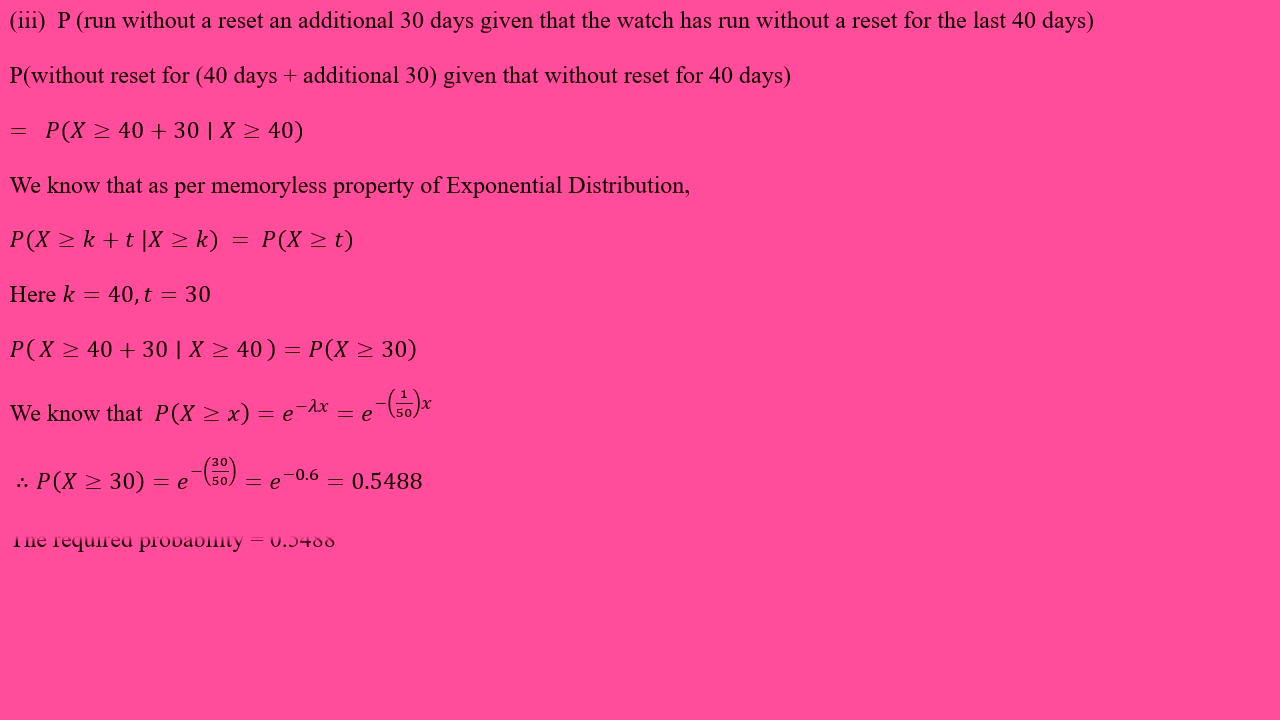 (iii)  P (run without a reset an additional 30 days given that the watch has run without a reset for the last 40 days)
P(without reset for (40 days + additional 30) given that without reset for 40 days)
=  P(X ≥ 40 + 30 | X ≥ 40)
We know that as per memoryless property of Exponential Distribution,
P(X ≥ k + t |X ≥ k) = P(X ≥ t)
Here k = 40, t = 30
P( X ≥ 40 + 30 | X ≥ 40 ) = P(X ≥ 30)
We know that P(X ≥ x) = e^{-λx} = e^{-(1/50)x}
∴ P(X ≥ 30) = e^{-(30/50)} = e^{-0.6} = 0.5488
The required probability = 0.5488